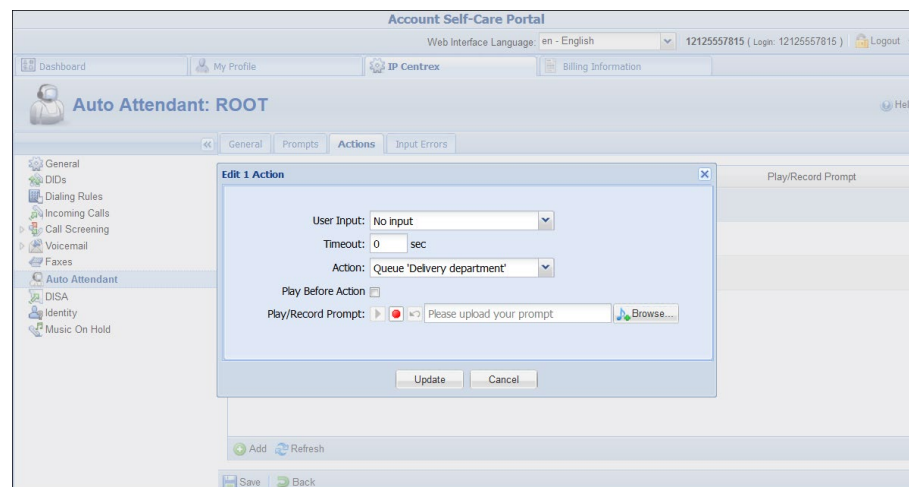 Account Self-Care Portal
Web Interface Language: en - English 12125557815 ( Login: 12125557815 ) Logout
Dashboard My Profile IP Centrex Billing Information
Auto Attendant: ROOT Hel
General Prompts Actions Input Errors
General
DIDs
Dialing Rules
Incoming Calls
Call Screening
Voicemail
Faxes
Auto Attendant
DISA
Identity
Music On Hold
Play/Record Prompt
Edit 1 Action
User Input: No input
Timeout: 0 sec
Action: Queue 'Delivery department'
Play Before Action
Play/Record Prompt: Please upload your prompt Browse...
Update Cancel
Add Refresh
Save Back